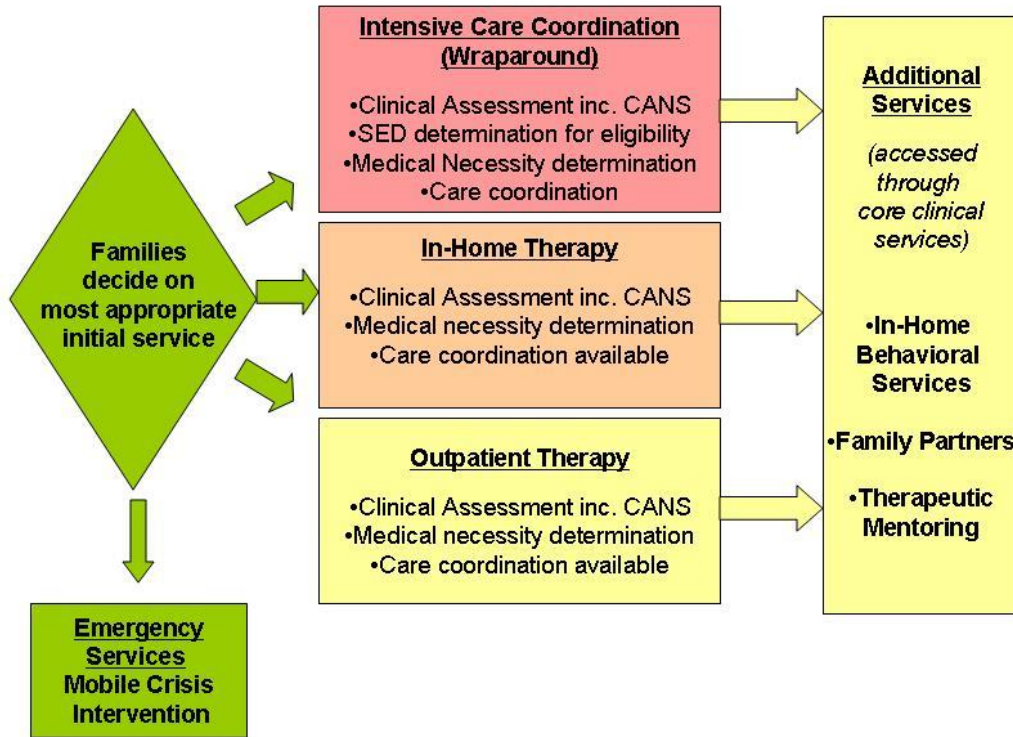 Families
decide on
most appropriate
initial service
Emergency
Services
Mobile Crisis
Intervention
Intensive Care Coordination
(Wraparound)
•Clinical Assessment inc. CANS
•SED determination for eligibility
•Medical Necessity determination
•Care coordination
In-Home Therapy
•Clinical Assessment inc. CANS
•Medical necessity determination
•Care coordination available
Outpatient Therapy
•Clinical Assessment inc. CANS
•Medical necessity determination
•Care coordination available
Additional
Services
(accessed
through
core clinical
services)
•In-Home
Behavioral
Services
•Family Partners
•Therapeutic
Mentoring